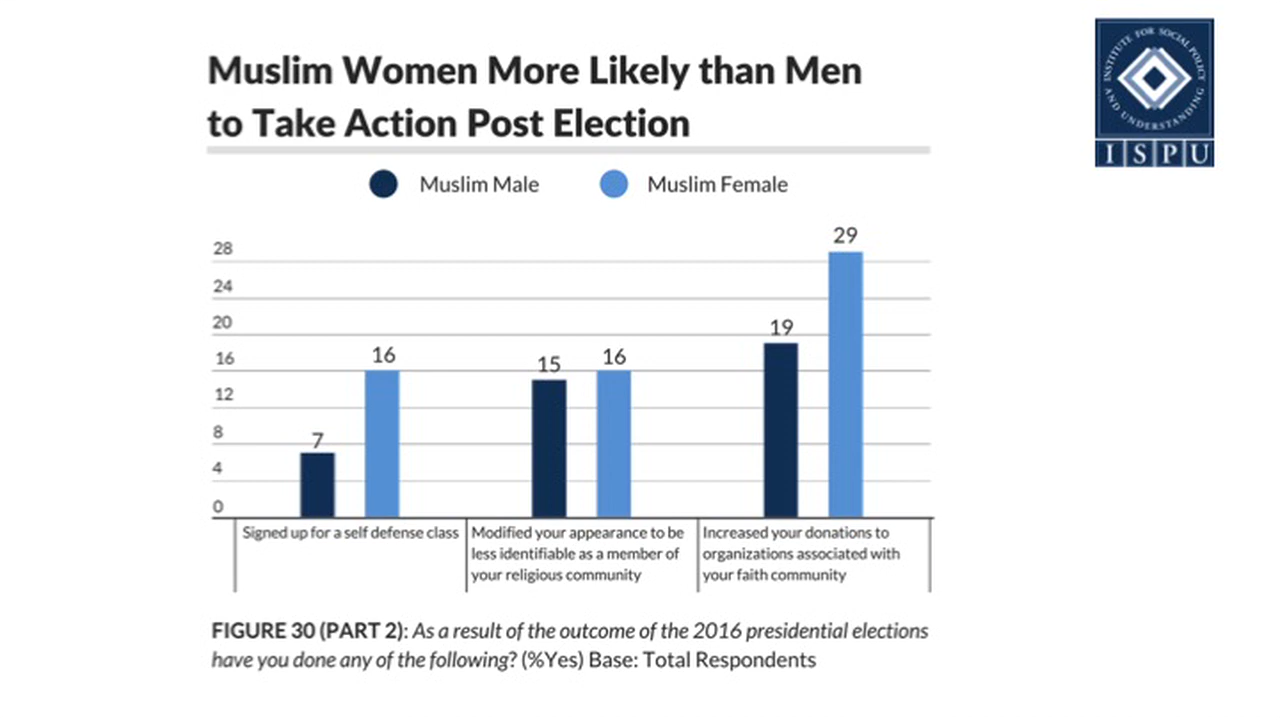 Muslim Women More Likely than Men
to Take Action Post Election
INSTITUTE FOR SOCIAL POLICY
AND UNDERSTANDING
ISPU
Muslim Male
Muslim Female
28
24
20
16
12
8
4
0
7
16
15
16
19
29
Signed up for a self defense class
Modified your appearance to be
less identifiable as a member of
your religious community
Increased your donations to
organizations associated with
your faith community
FIGURE 30 (PART 2): As a result of the outcome of the 2016 presidential elections
have you done any of the following? (%Yes) Base: Total Respondents